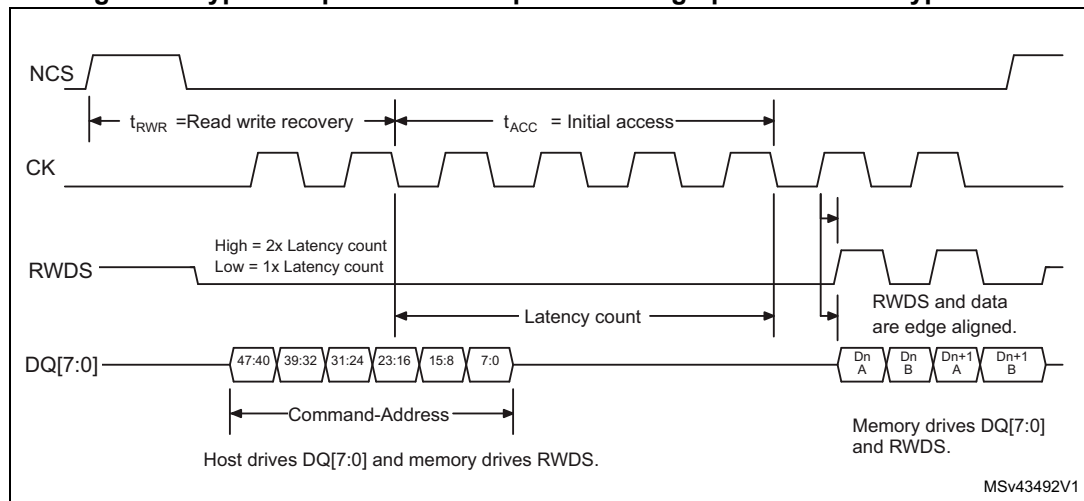 NCS
tRWR =Read write recovery
tACC = Initial access
CK
High = 2x Latency count
Low = 1x Latency count
RWDS
RWDS and data
are edge aligned.
Latency count
DQ[7:0]
47:40 39:32 31:24 23:16 15:8 7:0
Dn A Dn B Dn+1 A Dn+1 B
Command-Address
Memory drives DQ[7:0]
and RWDS.
Host drives DQ[7:0] and memory drives RWDS.
MSv43492V1